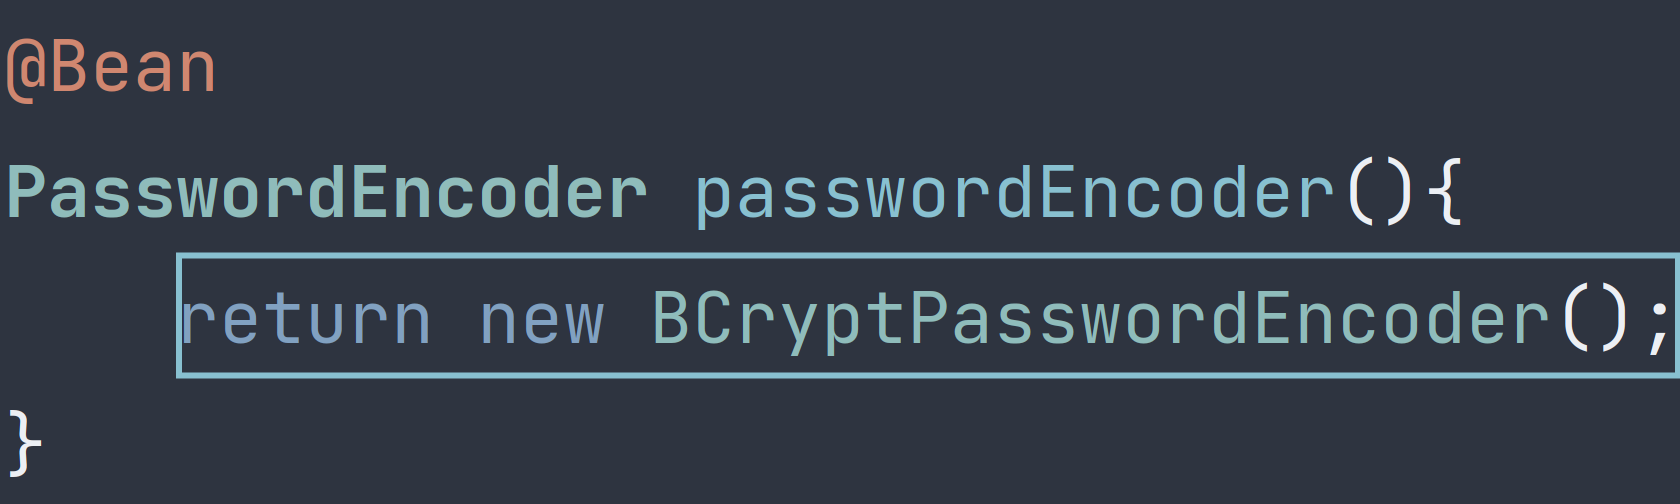 @Bean
PasswordEncoder passwordEncoder(){
    return new BCryptPasswordEncoder();
}